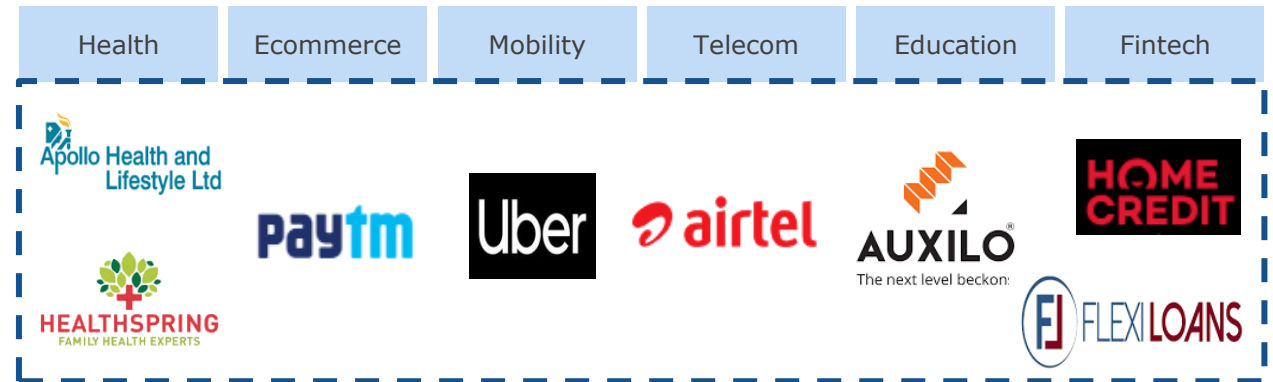 Health
Ecommerce
Mobility
Telecom
Education
Fintech
Apollo Health and
Lifestyle Ltd
HEALTHSPRING
FAMILY HEALTH EXPERTS
paytm
Uber
airtel
AUXILO®
The next level beckons
HOME
CREDIT
FL FLEXILOANS